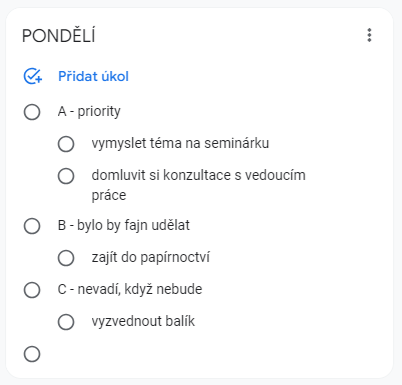 PONDĚLÍ
Přidat úkol
A - priority
vymyslet téma na seminárku
domluvit si konzultace s vedoucím
práce
B - bylo by fajn udělat
zajít do papírnoctví
C - nevadí, když nebude
vyzvednout balík